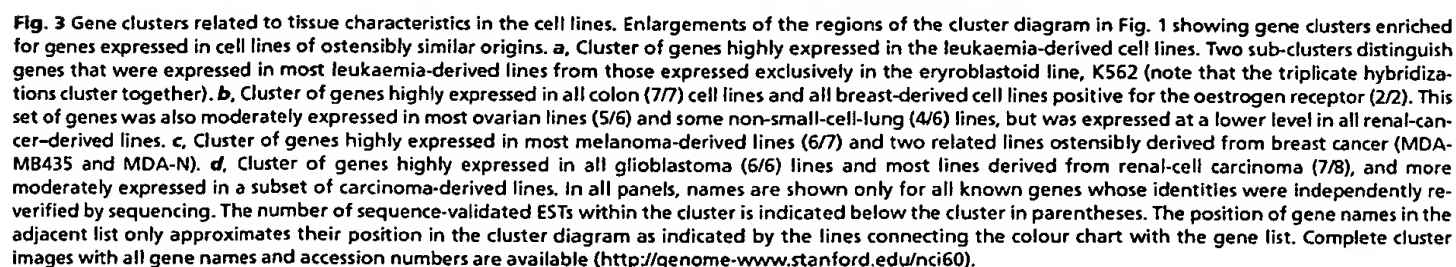 Fig. 3 Gene clusters related to tissue characteristics in the cell lines. Enlargements of the regions of the cluster diagram in Fig. 1 showing gene clusters enriched
for genes expressed in cell lines of ostensibly similar origins. a, Cluster of genes highly expressed in the leukaemia-derived cell lines. Two sub-clusters distinguish
genes that were expressed in most leukaemia-derived lines from those expressed exclusively in the eryroblastoid line, K562 (note that the triplicate hybridiza-
tions cluster together). b, Cluster of genes highly expressed in all colon (7/7) cell lines and all breast-derived cell lines positive for the oestrogen receptor (2/2). This
set of genes was also moderately expressed in most ovarian lines (5/6) and some non-small-cell-lung (4/6) lines, but was expressed at a lower level in all renal-can-
cer-derived lines. c, Cluster of genes highly expressed in most melanoma-derived lines (6/7) and two related lines ostensibly derived from breast cancer (MDA-
MB435 and MDA-N). d, Cluster of genes highly expressed in all glioblastoma (6/6) lines and most lines derived from renal-cell carcinoma (7/8), and more
moderately expressed in a subset of carcinoma-derived lines. In all panels, names are shown only for all known genes whose identities were independently re-
verified by sequencing. The number of sequence-validated ESTs within the cluster is indicated below the cluster in parentheses. The position of gene names in the
adjacent list only approximates their position in the cluster diagram as indicated by the lines connecting the colour chart with the gene list. Complete cluster
images with all gene names and accession numbers are available (http://genome-www.stanford.edu/nci60).